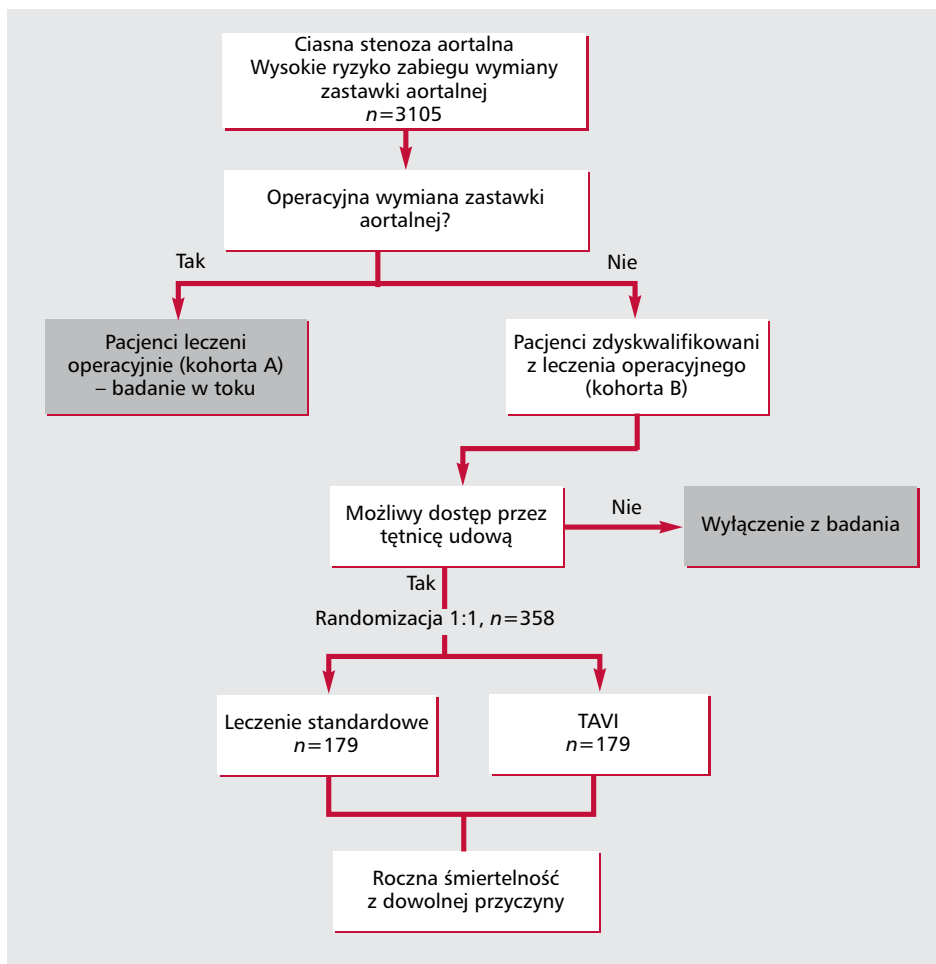 Ciasna stenoza aortalna
Wysokie ryzyko zabiegu wymiany
zastawki aortalnej
n=3105
Operacyjna wymiana zastawki
aortalnej?
Tak
Nie
Pacjenci leczeni
operacyjnie (kohorta A)
– badanie w toku
Pacjenci zdyskwalifikowani
z leczenia operacyjnego
(kohorta B)
Możliwy dostęp przez
tętnicę udową
Nie
Wyłączenie z badania
Tak
Randomizacja 1:1, n=358
Leczenie standardowe
n=179
TAVI
n=179
Roczna śmiertelność
z dowolnej przyczyny